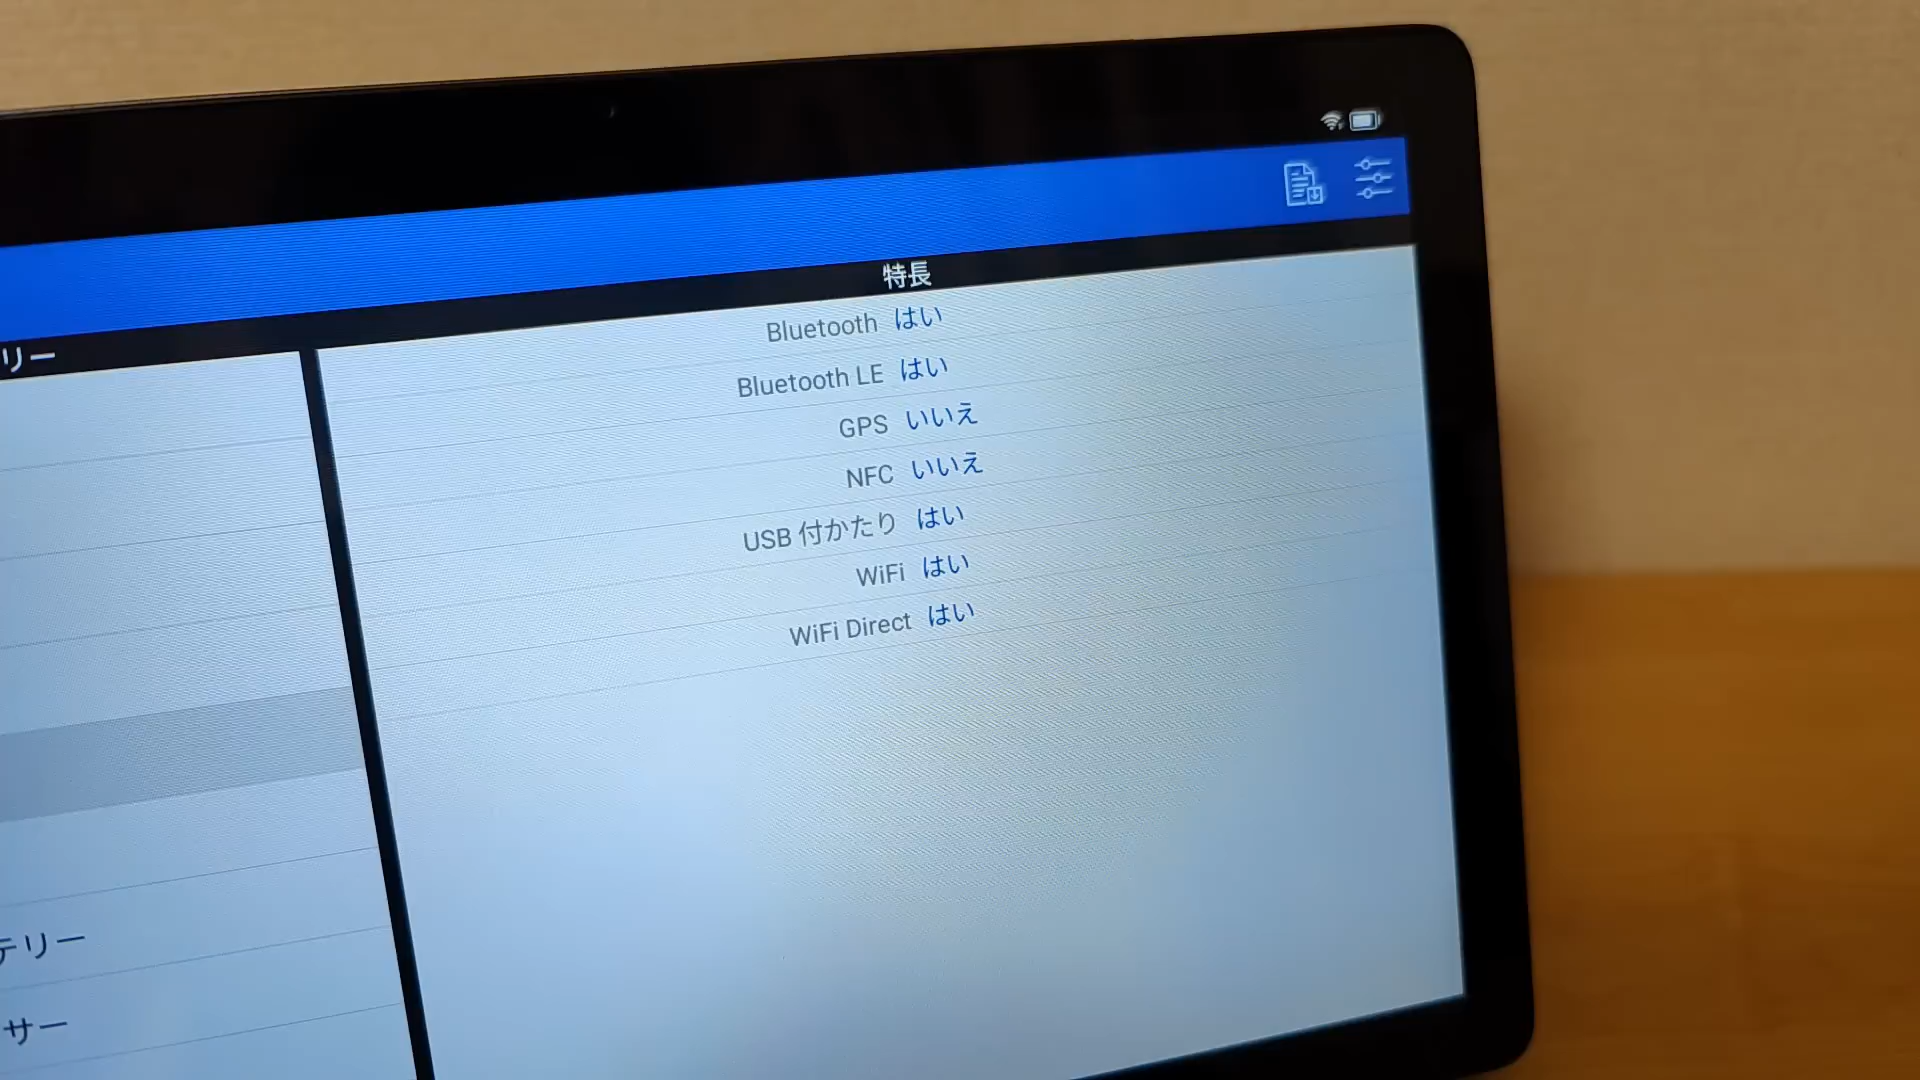 特長
リー
Bluetooth はい
Bluetooth LE はい
GPS いいえ
NFC いいえ
USB 付かたり はい
WiFi はい
WiFi Direct はい
テリー
サー